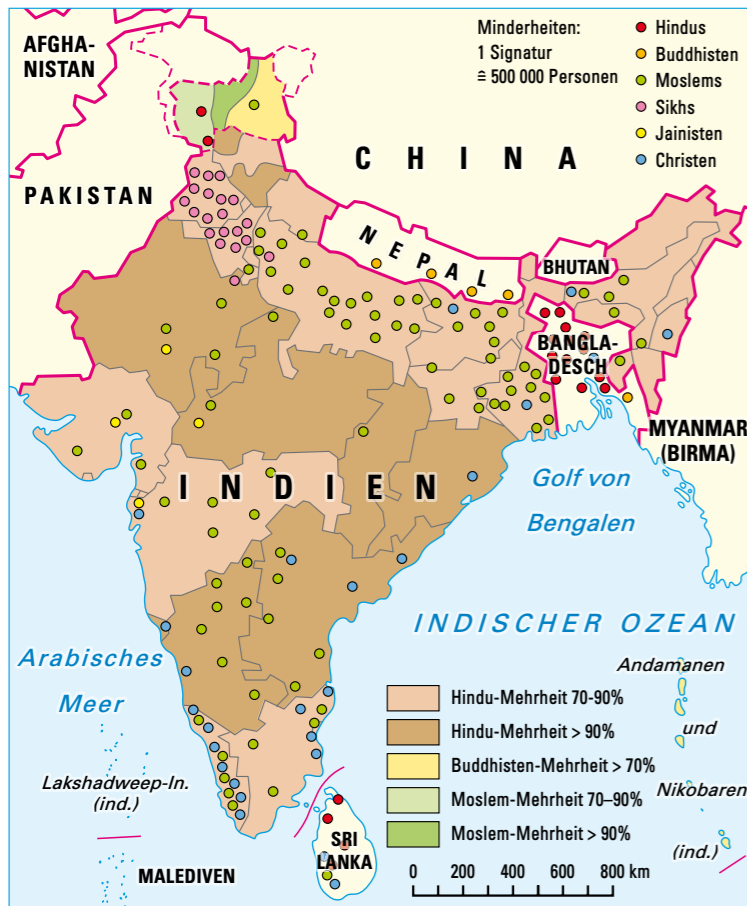 AFGHA-
NISTAN
Minderheiten:
1 Signatur
≙ 500 000 Personen
Hindus
Buddhisten
Moslems
Sikhs
Jainisten
Christen
CHINA
PAKISTAN
NEPAL
BHUTAN
BANGLA-
DESCH
MYANMAR
(BIRMA)
INDIEN
Golf von
Bengalen
INDISCHER OZEAN
Arabisches
Meer
Andamanen
und
Nikobaren
(ind.)
Lakshadweep-In.
(ind.)
MALEDIVEN
SRI
LANKA
Hindu-Mehrheit 70-90%
Hindu-Mehrheit > 90%
Buddhisten-Mehrheit > 70%
Moslem-Mehrheit 70–90%
Moslem-Mehrheit > 90%
0 200 400 600 800 km